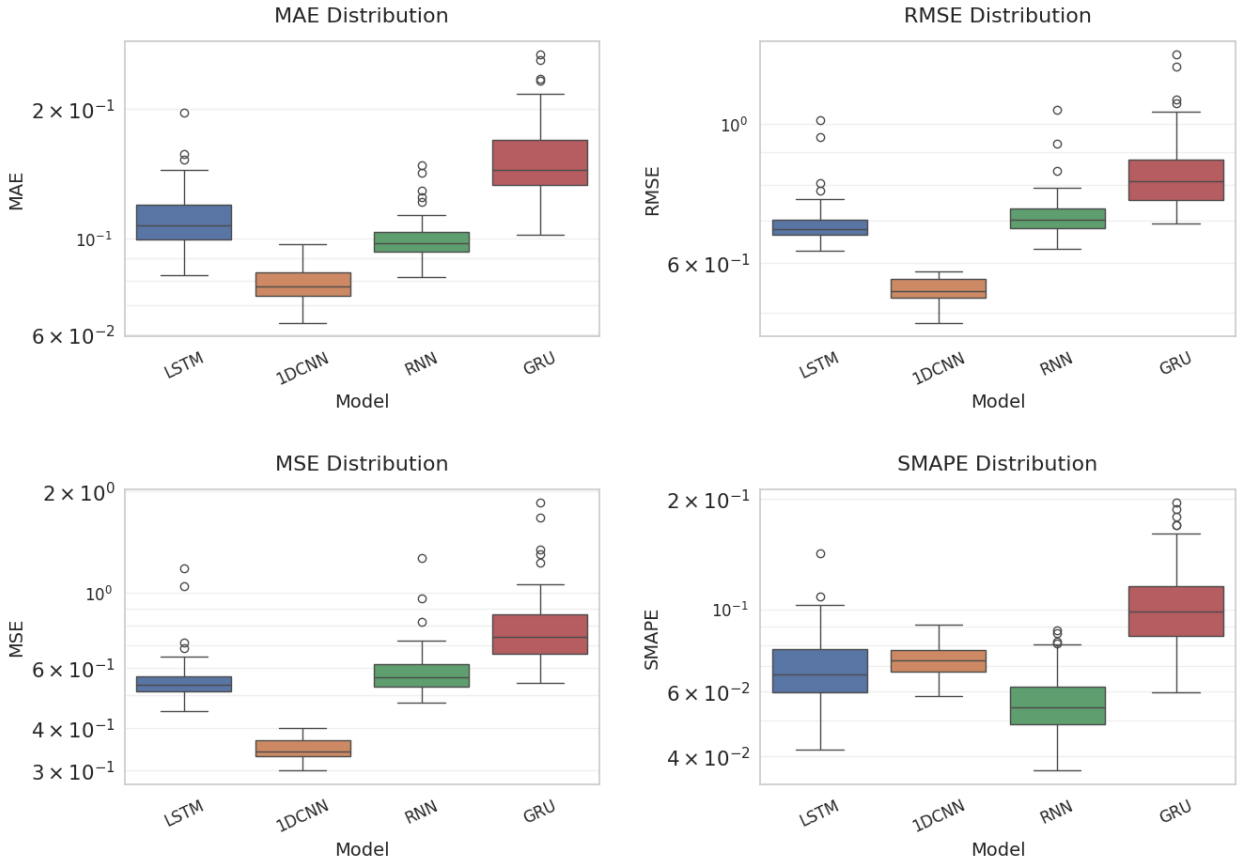 MAE Distribution
MAE
2 × 10⁻¹
10⁻¹
6 × 10⁻²
LSTM
1DCNN
RNN
GRU
Model
RMSE Distribution
RMSE
10⁰
6 × 10⁻¹
LSTM
1DCNN
RNN
GRU
Model
MSE Distribution
MSE
2 × 10⁰
10⁰
6 × 10⁻¹
4 × 10⁻¹
3 × 10⁻¹
LSTM
1DCNN
RNN
GRU
Model
SMAPE Distribution
SMAPE
2 × 10⁻¹
10⁻¹
6 × 10⁻²
4 × 10⁻²
LSTM
1DCNN
RNN
GRU
Model